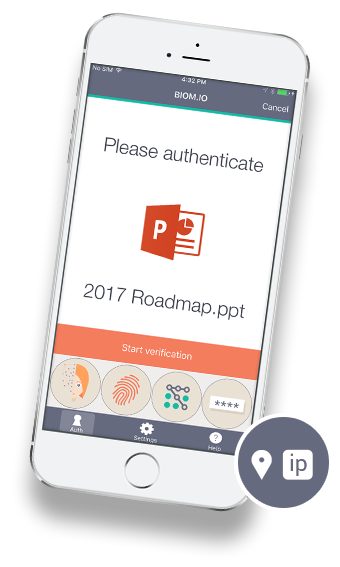 No SIM
4:32 PM
BIOM.IO
Cancel
Please authenticate
P
2017 Roadmap.ppt
Start verification
****
Auth
Settings
?
Help
ip